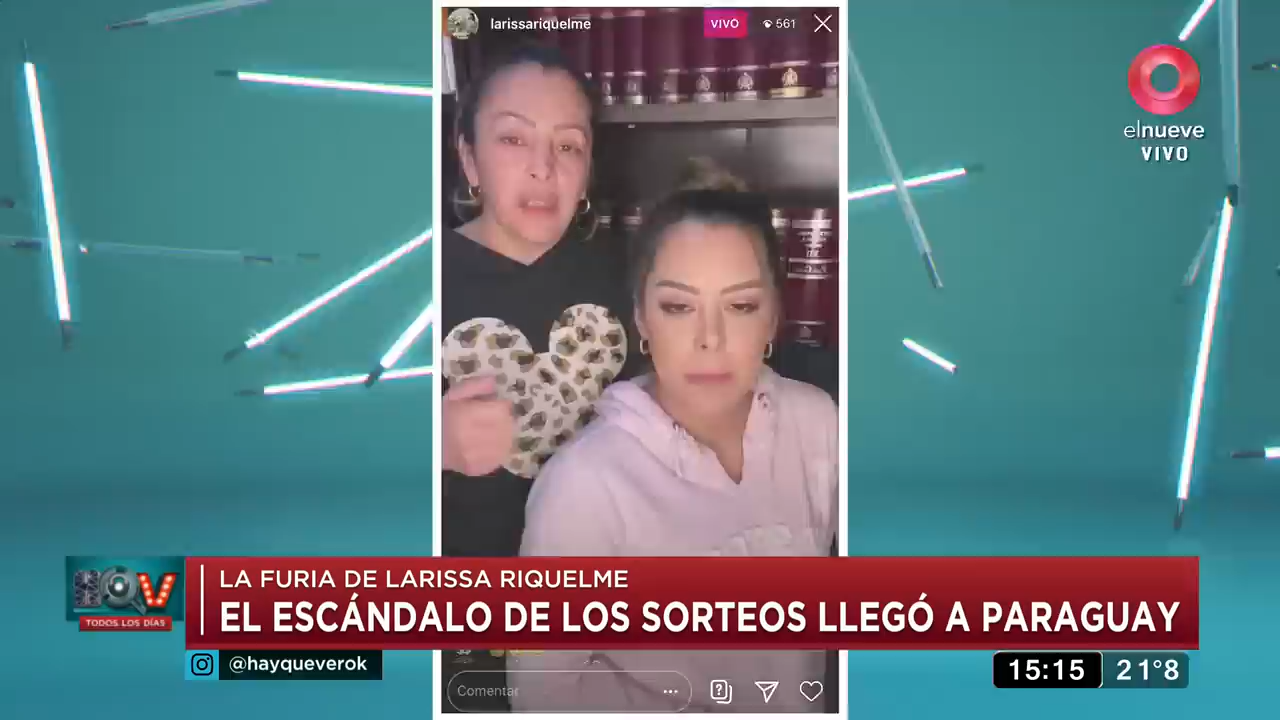 larissariquelme
VIVO
561
elnueve
VIVO
HQV
TODOS LOS DÍAS
LA FURIA DE LARISSA RIQUELME
EL ESCÁNDALO DE LOS SORTEOS LLEGÓ A PARAGUAY
@hayqueverok
Comentar
15:15
21°8